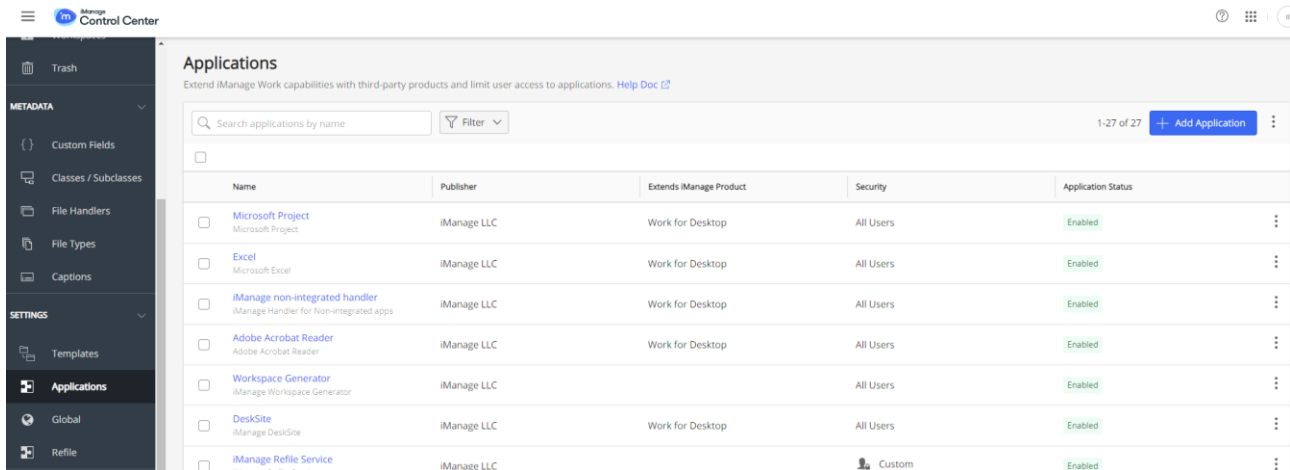 iManage
Control Center
Trash
METADATA
Custom Fields
Classes / Subclasses
File Handlers
File Types
Captions
SETTINGS
Templates
Applications
Global
Refile
Applications
Extend iManage Work capabilities with third-party products and limit user access to applications. Help Doc
Search applications by name
Filter
1-27 of 27
+ Add Application
Name Publisher Extends iManage Product Security Application Status
Microsoft Project
Microsoft Project
iManage LLC Work for Desktop All Users Enabled
Excel
Microsoft Excel
iManage LLC Work for Desktop All Users Enabled
iManage non-integrated handler
iManage Handler for Non-integrated apps
iManage LLC Work for Desktop All Users Enabled
Adobe Acrobat Reader
Adobe Acrobat Reader
iManage LLC Work for Desktop All Users Enabled
Workspace Generator
iManage Workspace Generator
iManage LLC All Users Enabled
DeskSite
iManage DeskSite
iManage LLC Work for Desktop All Users Enabled
iManage Refile Service
iManage LLC Custom Enabled